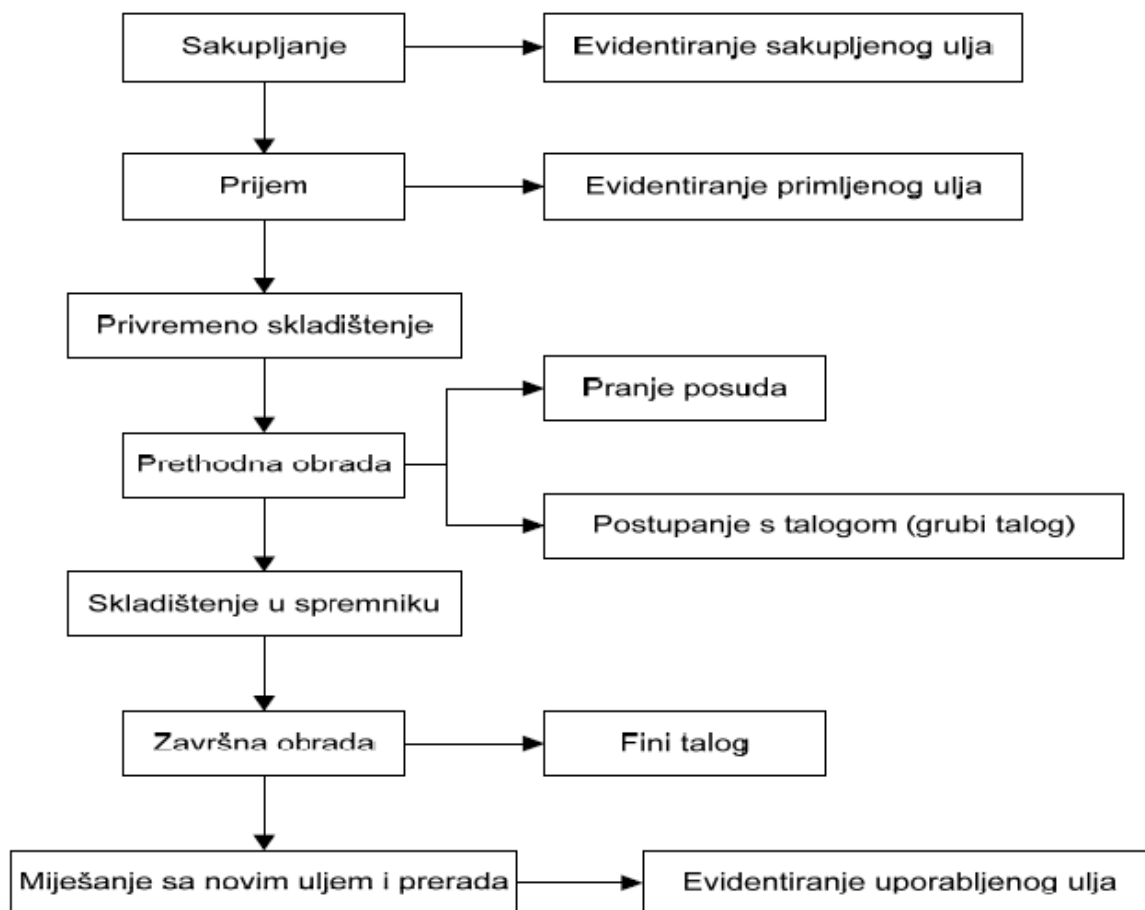 Sakupljanje
Evidentiranje sakupljenog ulja
Prijem
Evidentiranje primljenog ulja
Privremeno skladištenje
Pranje posuda
Prethodna obrada
Postupanje s talogom (grubi talog)
Skladištenje u spremniku
Završna obrada
Fini talog
Miješanje sa novim uljem i prerada
Evidentiranje uporabljenog ulja